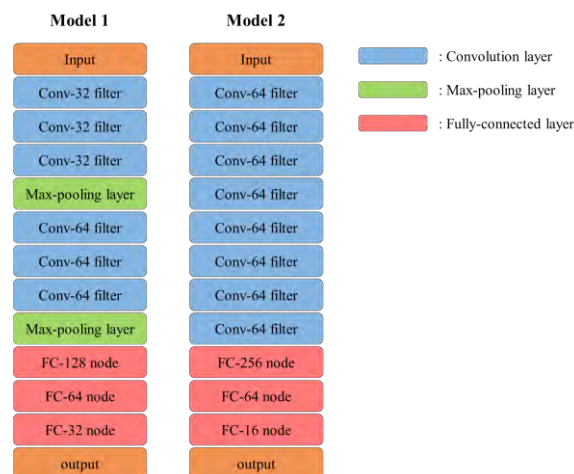 Model 1
Input
Conv-32 filter
Conv-32 filter
Conv-32 filter
Max-pooling layer
Conv-64 filter
Conv-64 filter
Conv-64 filter
Max-pooling layer
FC-128 node
FC-64 node
FC-32 node
output
Model 2
Input
Conv-64 filter
Conv-64 filter
Conv-64 filter
Conv-64 filter
Conv-64 filter
Conv-64 filter
Conv-64 filter
Conv-64 filter
FC-256 node
FC-64 node
FC-16 node
output
: Convolution layer
: Max-pooling layer
: Fully-connected layer